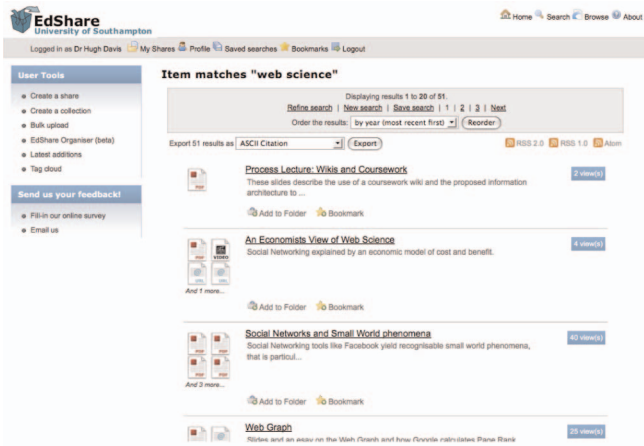 EdShare
University of Southampton
Home Search Browse About
Logged in as Dr Hugh Davis My Shares Profile Saved searches Bookmarks Logout
User Tools
Create a share
Create a collection
Bulk upload
EdShare Organiser (beta)
Latest additions
Tag cloud
Send us your feedback!
Fill-in our online survey
Email us
Item matches "web science"
Displaying results 1 to 20 of 51.
Refine search | New search | Save search | 1 | 2 | 3 | Next
Order the results: by year (most recent first) Reorder
Export 51 results as ASCII Citation Export RSS 2.0 RSS 1.0 Atom
PDF
Process Lecture: Wikis and Coursework
2 view(s)
These slides describe the use of a coursework wiki and the proposed information
architecture to ...
Add to Folder Bookmark
PDF VIDEO
And 1 more...
An Economists View of Web Science
4 view(s)
Social Networking explained by an economic model of cost and benefit.
Add to Folder Bookmark
PDF PDF
PDF PDF
And 3 more...
Social Networks and Small World phenomena
40 view(s)
Social Networking tools like Facebook yield recognisable small world phenomena,
that is particul...
Add to Folder Bookmark
Web Graph
25 view(s)
Slides and an essay on the Web Graph and how Google calculates Page Rank